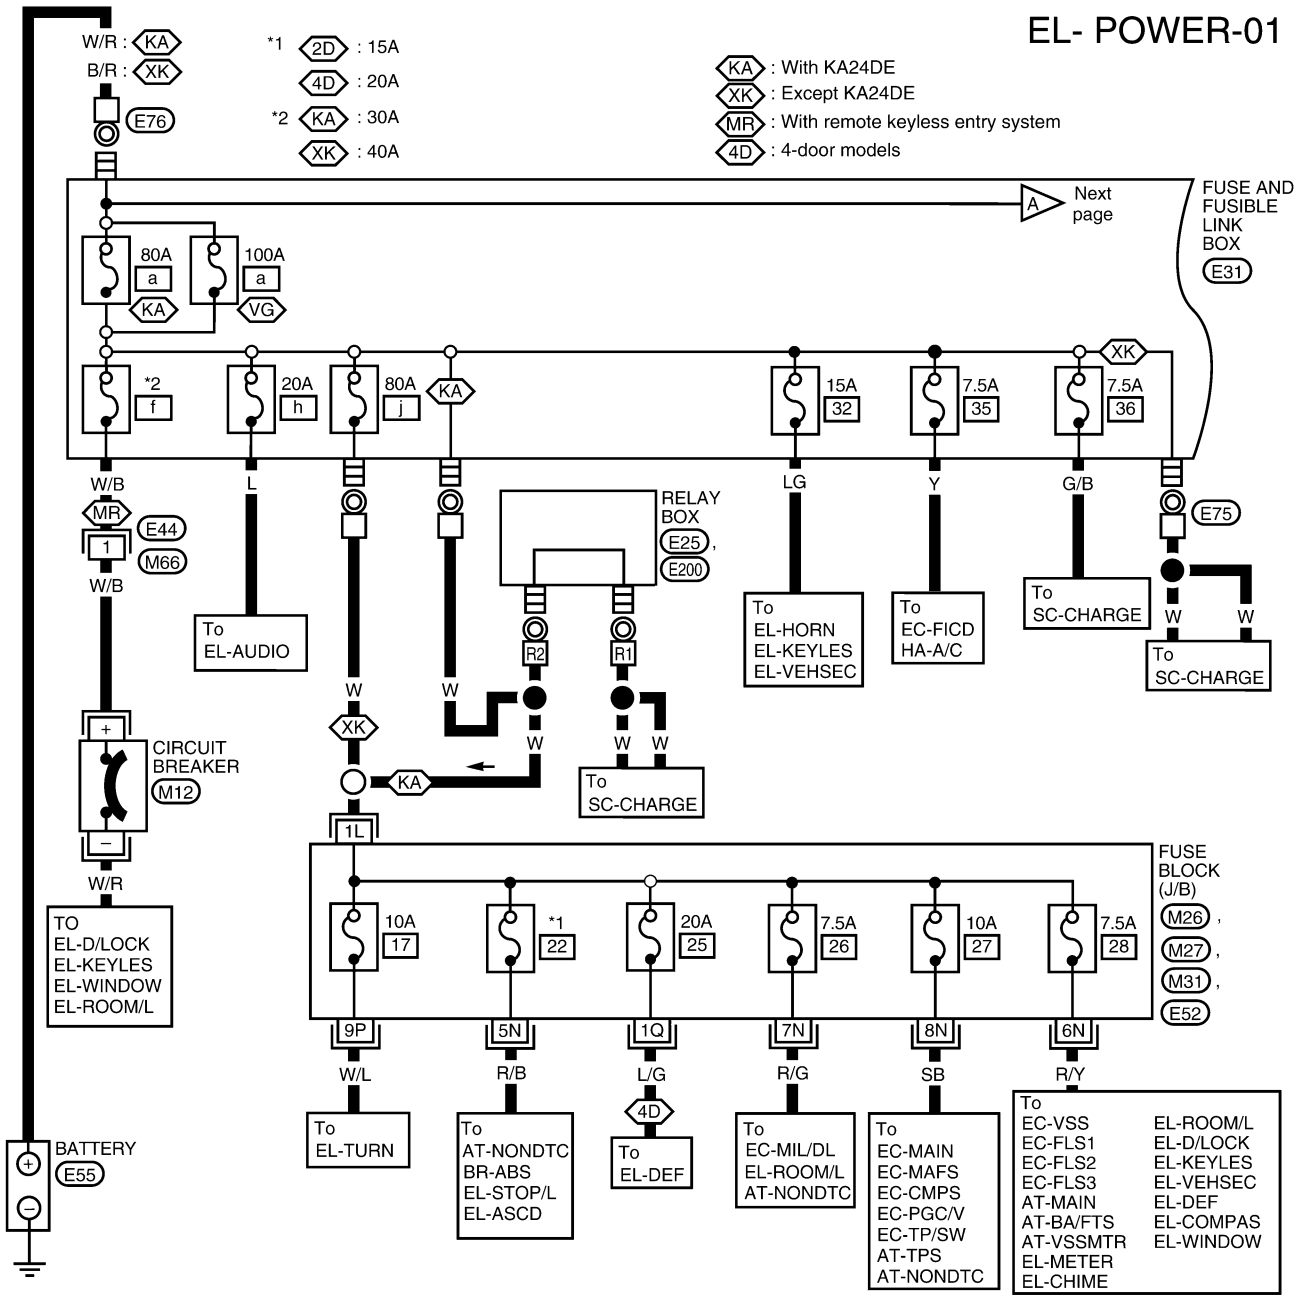 EL- POWER-01
W/R : KA
B/R : XK
E76
*1 2D : 15A
4D : 20A
*2 KA : 30A
XK : 40A
KA : With KA24DE
XK : Except KA24DE
MR : With remote keyless entry system
4D : 4-door models
A
Next
page
FUSE AND
FUSIBLE
LINK
BOX
E31
80A
a
KA
100A
a
VG
*2
f
20A
h
80A
j
KA
15A
32
7.5A
35
7.5A
36
XK
W/B
MR
1
E44
M66
W/B
L
To
EL-AUDIO
W
XK
W
RELAY
BOX
E25 ,
E200
R2
R1
W
W
W
KA
To
SC-CHARGE
LG
To
EL-HORN
EL-KEYLES
EL-VEHSEC
Y
To
EC-FICD
HA-A/C
G/B
To
SC-CHARGE
E75
W
W
To
SC-CHARGE
+
CIRCUIT
BREAKER
M12
–
W/R
TO
EL-D/LOCK
EL-KEYLES
EL-WINDOW
EL-ROOM/L
1L
FUSE
BLOCK
(J/B)
M26 ,
M27 ,
M31 ,
E52
10A
17
*1
22
20A
25
7.5A
26
10A
27
7.5A
28
9P
5N
1Q
7N
8N
6N
W/L
R/B
L/G
R/G
SB
R/Y
4D
To
EL-TURN
To
AT-NONDTC
BR-ABS
EL-STOP/L
EL-ASCD
To
EL-DEF
To
EC-MIL/DL
EL-ROOM/L
AT-NONDTC
To
EC-MAIN
EC-MAFS
EC-CMPS
EC-PGC/V
EC-TP/SW
AT-TPS
AT-NONDTC
To
EC-VSS
EC-FLS1
EC-FLS2
EC-FLS3
AT-MAIN
AT-BA/FTS
AT-VSSMTR
EL-METER
EL-CHIME
EL-ROOM/L
EL-D/LOCK
EL-KEYLES
EL-VEHSEC
EL-DEF
EL-COMPAS
EL-WINDOW
BATTERY
E55
+
–